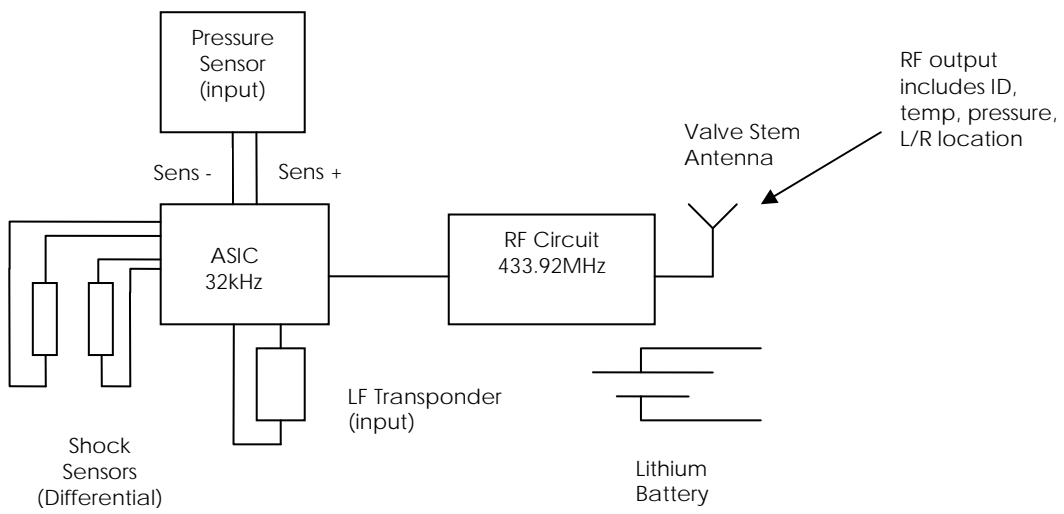 Pressure
Sensor
(input)
RF output
includes ID,
temp, pressure,
L/R location
Valve Stem
Antenna
Sens -
Sens +
ASIC
32kHz
RF Circuit
433.92MHz
LF Transponder
(input)
Shock
Sensors
(Differential)
Lithium
Battery